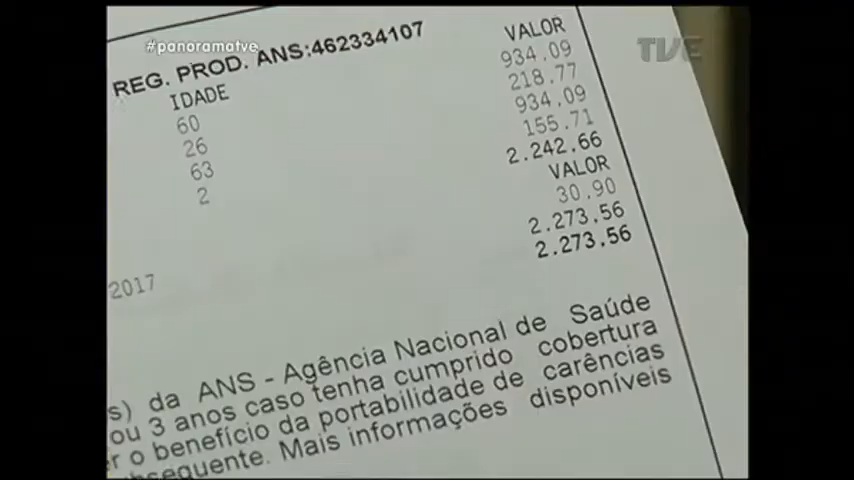 #panoramatve
TVE
REG. PROD. ANS:462334107
IDADE VALOR
60 934.09
26 218.77
63 934.09
2 155.71
2.242.66
VALOR
30.90
2.273.56
2.273.56
2017
s) da ANS - Agência Nacional de Saúde
ou 3 anos caso tenha cumprido cobertura
r o benefício da portabilidade de carências
subsequente. Mais informações disponíveis